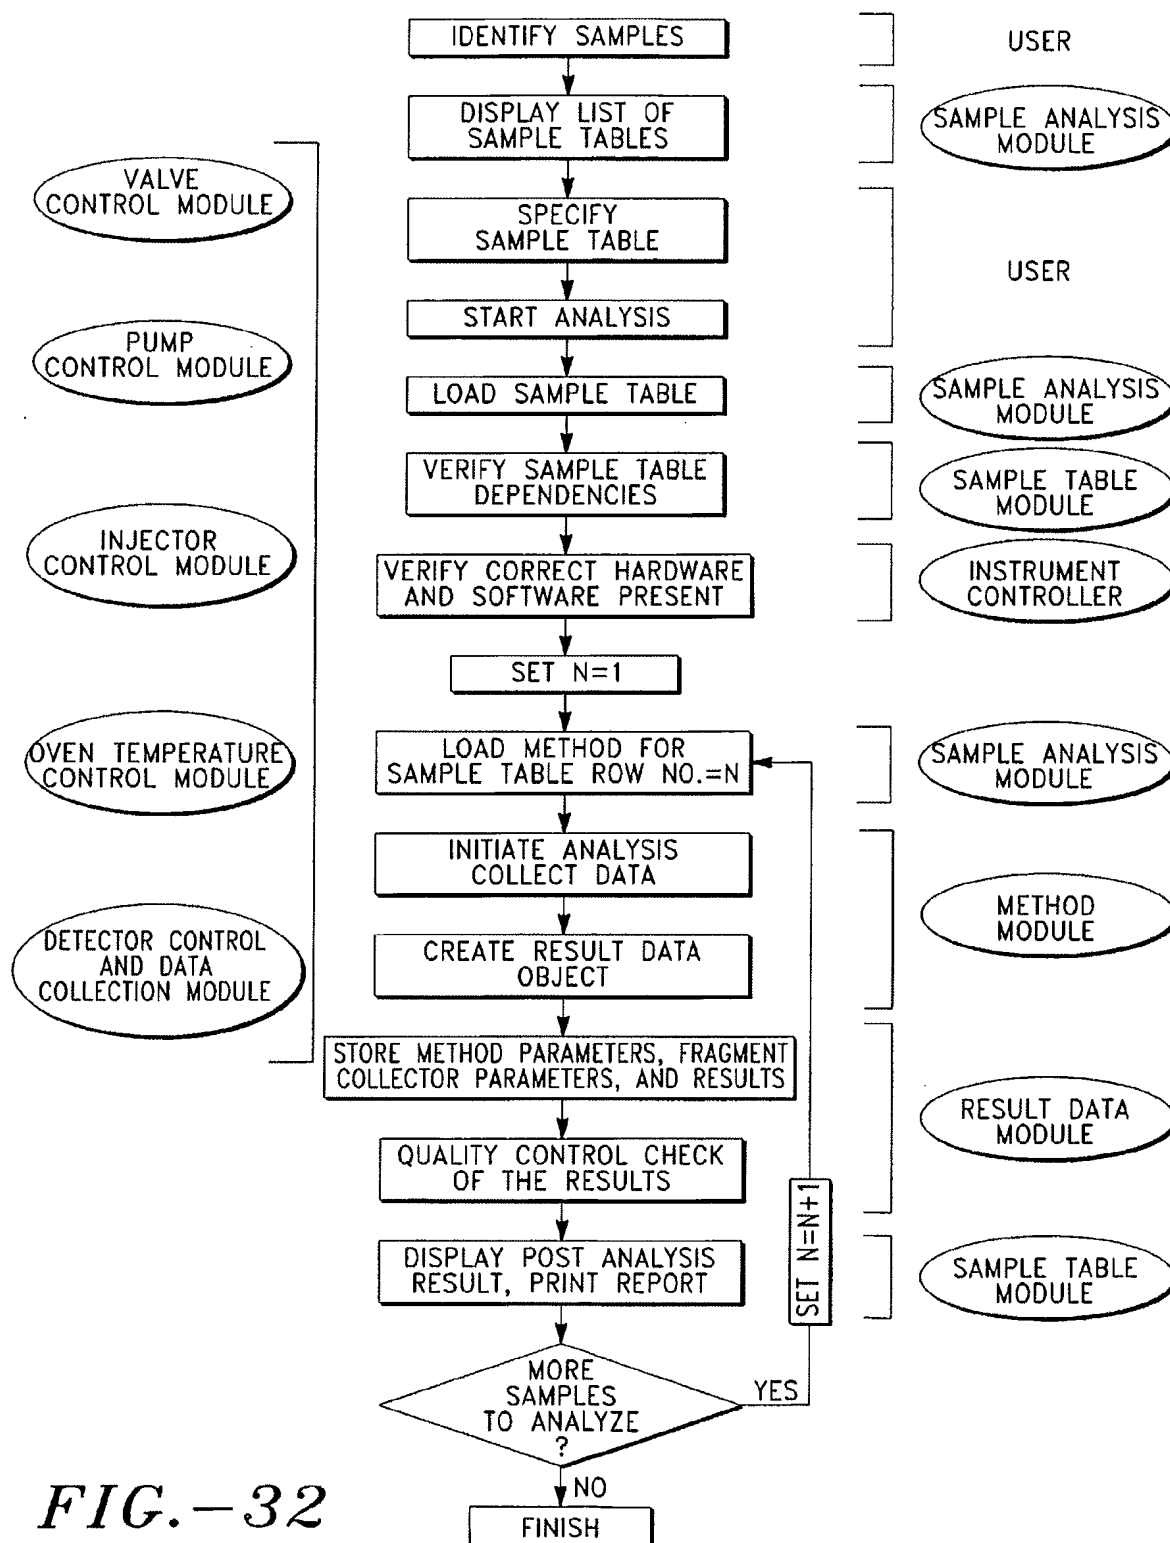 IDENTIFY SAMPLES
USER
DISPLAY LIST OF
SAMPLE TABLES
SAMPLE ANALYSIS
MODULE
VALVE
CONTROL MODULE
SPECIFY
SAMPLE TABLE
USER
START ANALYSIS
PUMP
CONTROL MODULE
LOAD SAMPLE TABLE
SAMPLE ANALYSIS
MODULE
VERIFY SAMPLE TABLE
DEPENDENCIES
SAMPLE TABLE
MODULE
INJECTOR
CONTROL MODULE
VERIFY CORRECT HARDWARE
AND SOFTWARE PRESENT
INSTRUMENT
CONTROLLER
SET N=1
OVEN TEMPERATURE
CONTROL MODULE
LOAD METHOD FOR
SAMPLE TABLE ROW NO.=N
SAMPLE ANALYSIS
MODULE
INITIATE ANALYSIS
COLLECT DATA
METHOD
MODULE
DETECTOR CONTROL
AND DATA
COLLECTION MODULE
CREATE RESULT DATA
OBJECT
STORE METHOD PARAMETERS, FRAGMENT
COLLECTOR PARAMETERS, AND RESULTS
RESULT DATA
MODULE
QUALITY CONTROL CHECK
OF THE RESULTS
SET N=N+1
DISPLAY POST ANALYSIS
RESULT, PRINT REPORT
SAMPLE TABLE
MODULE
MORE
SAMPLES
TO ANALYZE
?
YES
NO
FINISH
FIG.-32